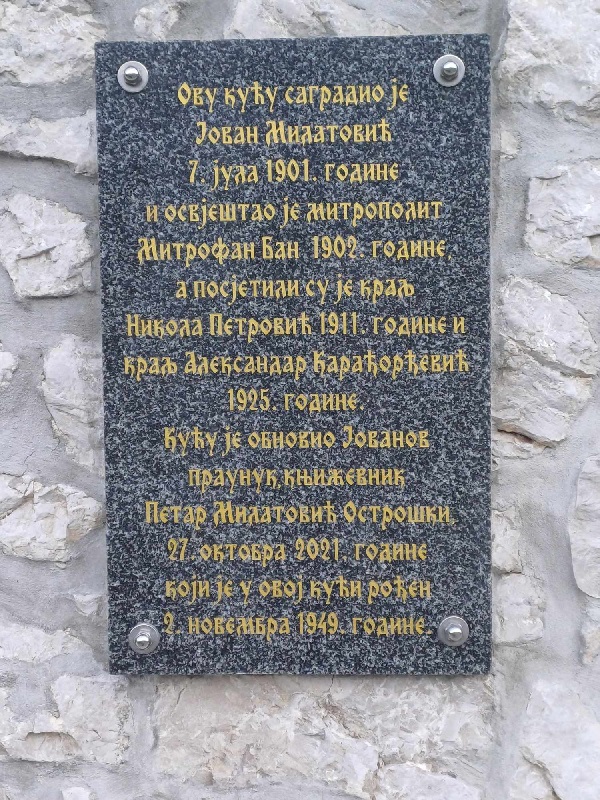 Ову кућу саградио је
Јован Милатовић
7. јула 1901. године
и освјештао је митрополит
Митрофан Бан 1902. године,
а посјетили су је краљ
Никола Петровић 1911. године и
краљ Александар Карађорђевић
1925. године.
Кућу је обновио Јованов
праунук, књижевник
Петар Милатовић Острошки,
27. октобра 2021. године
који је у овој кући рођен
2. новембра 1949. године.